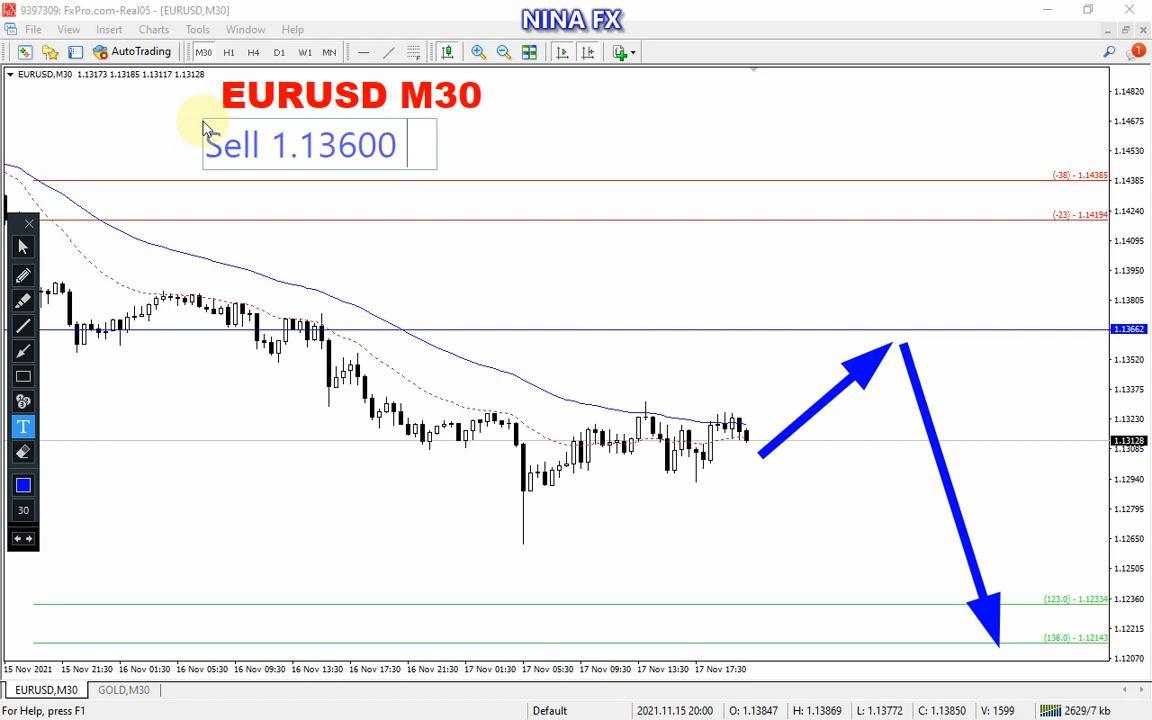 9397309: FxPro.com-Real05 - [EURUSD,M30]
NINA FX
File View Insert Charts Tools Window Help
AutoTrading M30 H1 H4 D1 W1 MN
1
EURUSD,M30 1.13173 1.13185 1.13117 1.13128
EURUSD M30
Sell 1.13600
1.14820
1.14675
1.14530
(-38) - 1.14385
1.14385
(-23) - 1.14194
1.14240
1.14095
1.13950
1.13805
1.13662
1.13520
1.13375
1.13230
1.13128
1.13085
1.12940
1.12795
1.12650
1.12505
(123.0) - 1.12334
1.12360
1.12215
(138.0) - 1.12143
1.12070
T
30
15 Nov 2021 15 Nov 21:30 16 Nov 01:30 16 Nov 05:30 16 Nov 09:30 16 Nov 13:30 16 Nov 17:30 16 Nov 21:30 17 Nov 01:30 17 Nov 05:30 17 Nov 09:30 17 Nov 13:30 17 Nov 17:30
EURUSD,M30 GOLD,M30
For Help, press F1 Default 2021.11.15 20:00 O: 1.13847 H: 1.13869 L: 1.13772 C: 1.13850 V: 1599 2629/7 kb